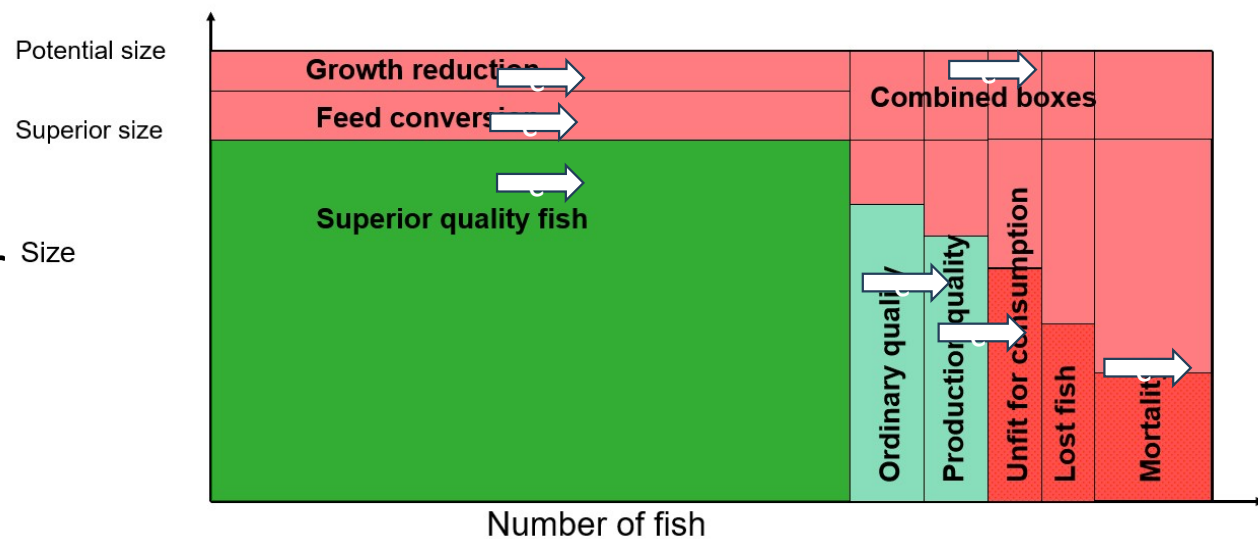 Potential size
Growth reduction
Combined boxes
Feed conversion
Superior size
Superior quality fish
Size
Ordinary quality
Production quality
Unfit for consumption
Lost fish
Mortality
Number of fish